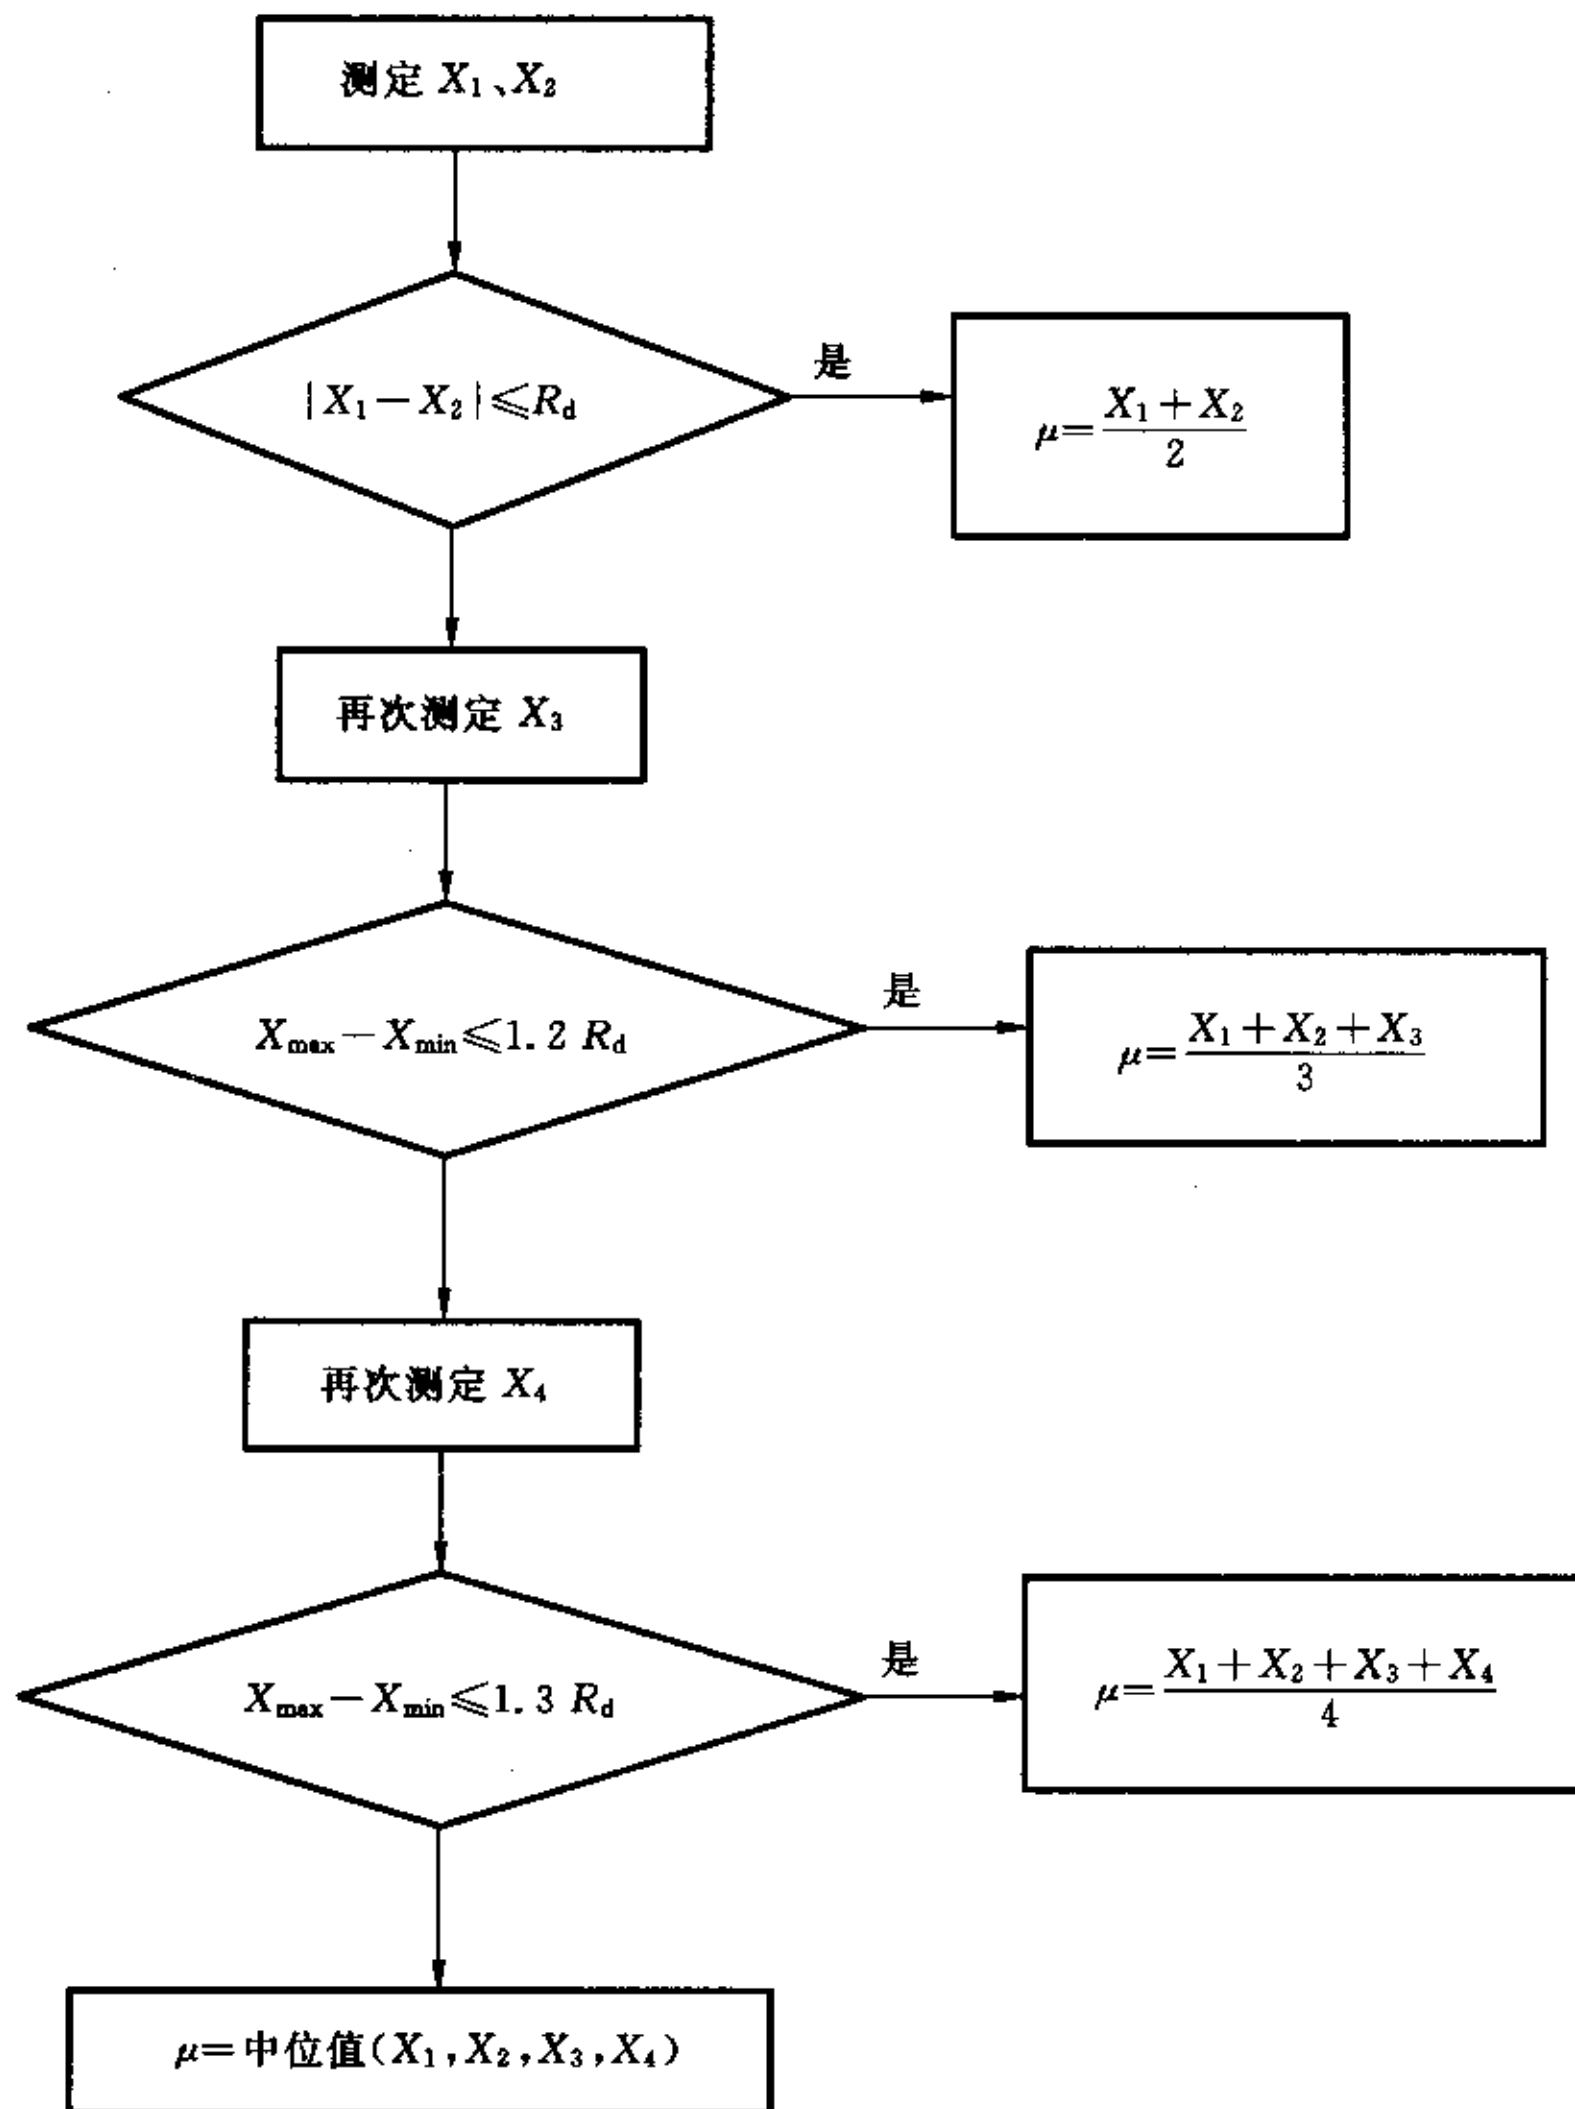 测定 X₁、X₂
|X₁－X₂|≤R_d
是
μ=(X₁+X₂)/2
再次测定 X₃
X_max－X_min≤1.2 R_d
是
μ=(X₁+X₂+X₃)/3
再次测定 X₄
X_max－X_min≤1.3 R_d
是
μ=(X₁+X₂+X₃+X₄)/4
μ=中位值(X₁,X₂,X₃,X₄)